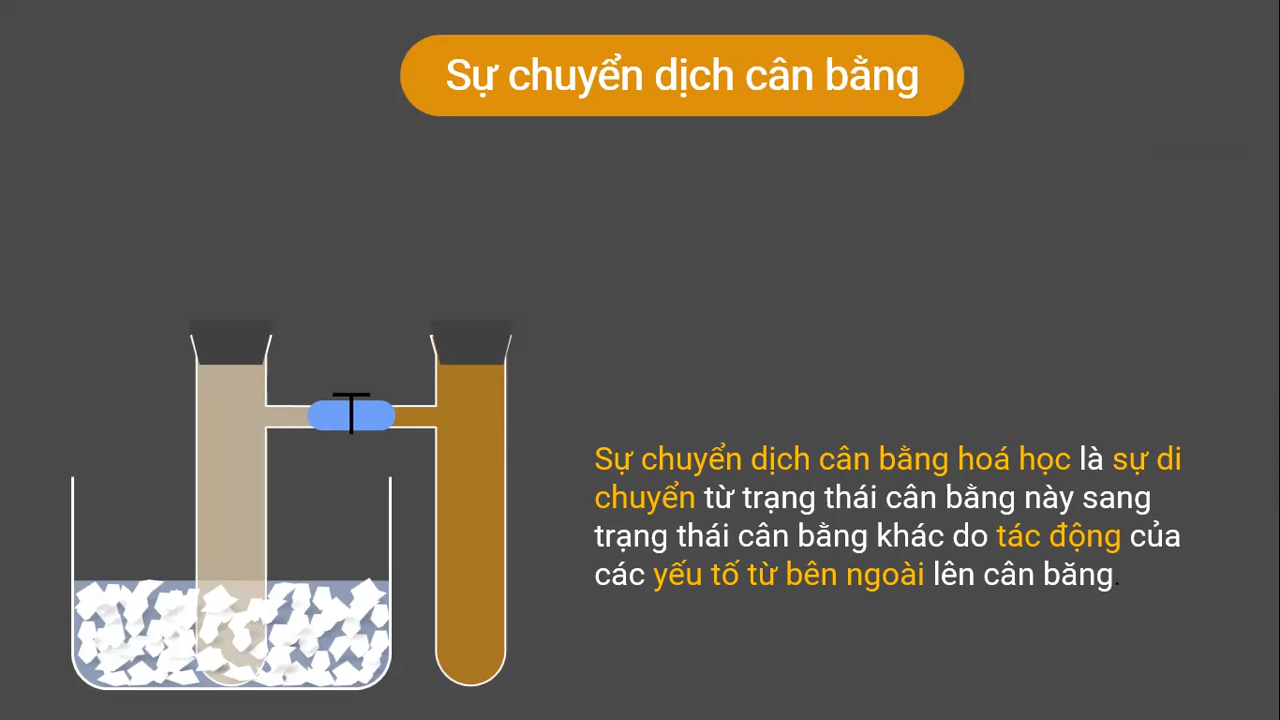 Sự chuyển dịch cân bằng
Sự chuyển dịch cân bằng hoá học là sự di
chuyển từ trạng thái cân bằng này sang
trạng thái cân bằng khác do tác động của
các yếu tố từ bên ngoài lên cân băng.